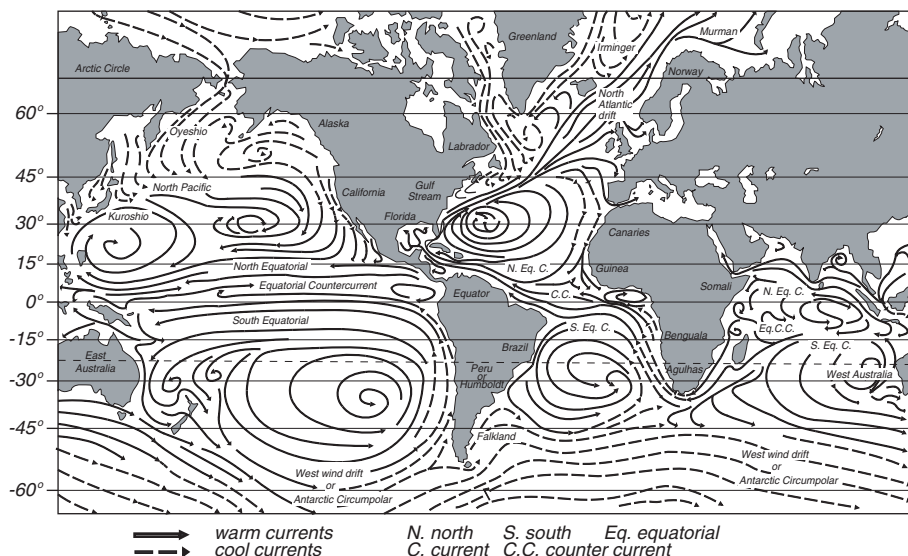 Greenland
Irminger
Murman
Arctic Circle
Norway
60°
North
Atlantic
drift
Alaska
Oyeshio
Labrador
45°
North Pacific
California
Gulf
Stream
Kuroshio
Florida
30°
Canaries
15°
North Equatorial
N. Eq. C.
Guinea
Somali
Equatorial Countercurrent
Equator
C.C.
N. Eq. C.
0°
South Equatorial
S. Eq. C.
Eq.C.C.
-15°
Brazil
Benguala
S. Eq. C.
East
Australia
Peru
or
Humboldt
Agulhas
West Australia
-30°
-45°
Falkland
West wind drift
or
Antarctic Circumpolar
West wind drift
or
Antarctic Circumpolar
-60°
warm currents N. north S. south Eq. equatorial
cool currents C. current C.C. counter current